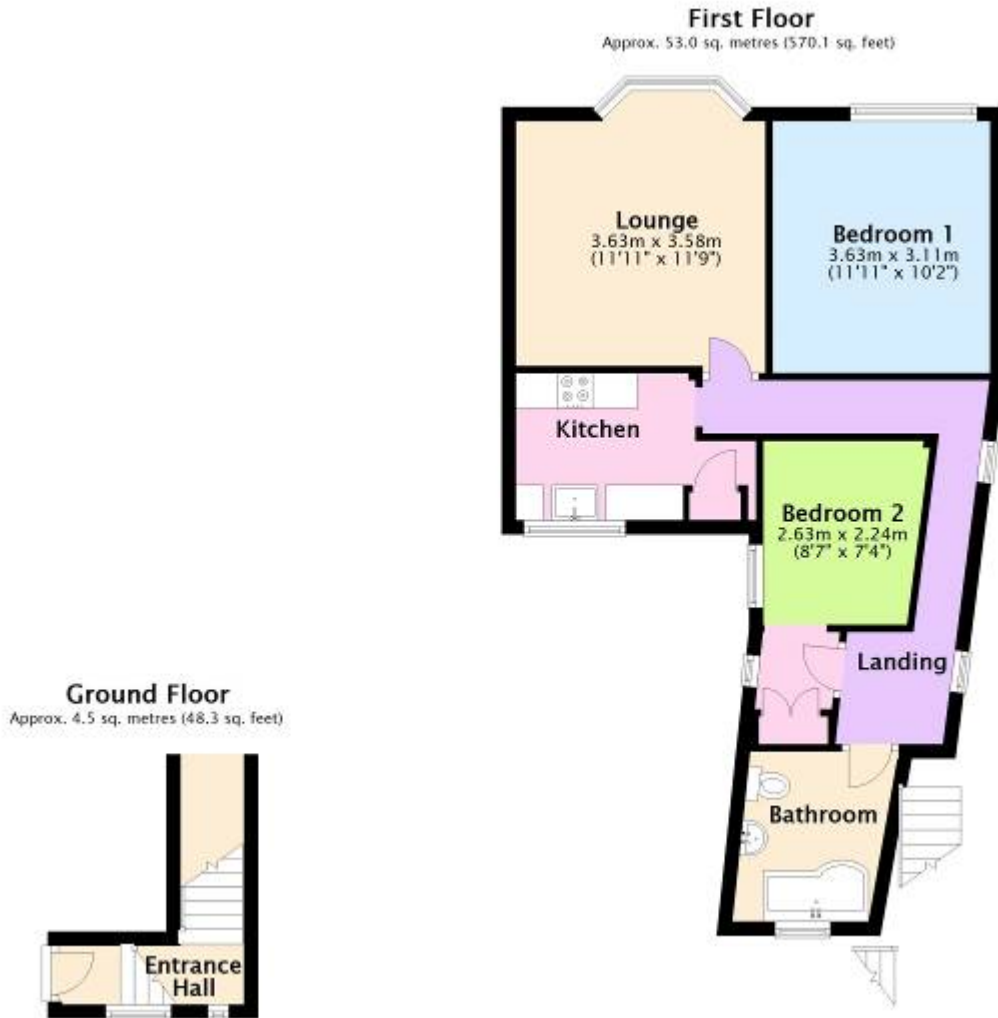 First Floor
Approx. 53.0 sq. metres (570.1 sq. feet)
Lounge
3.63m x 3.58m
(11'11" x 11'9")
Bedroom 1
3.63m x 3.11m
(11'11" x 10'2")
Kitchen
Bedroom 2
2.63m x 2.24m
(8'7" x 7'4")
Landing
Bathroom
Ground Floor
Approx. 4.5 sq. metres (48.3 sq. feet)
Entrance
Hall